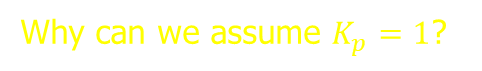 Why can we assume K_p = 1?